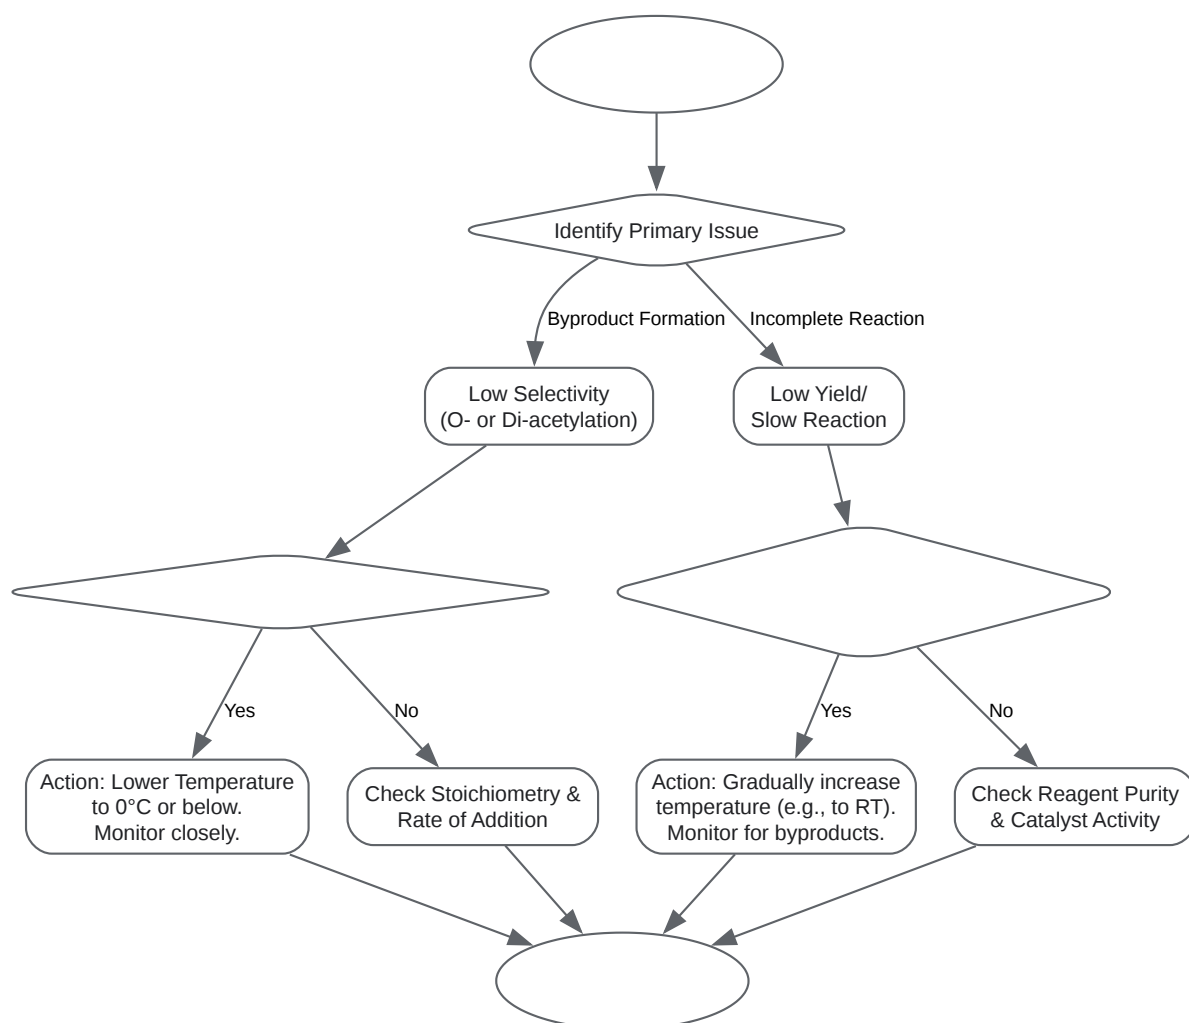 Identify Primary Issue
Byproduct Formation
Incomplete Reaction
Low Selectivity
(O- or Di-acetylation)
Low Yield/
Slow Reaction
Yes
No
Yes
No
Action: Lower Temperature
to 0°C or below.
Monitor closely.
Check Stoichiometry &
Rate of Addition
Action: Gradually increase
temperature (e.g., to RT).
Monitor for byproducts.
Check Reagent Purity
& Catalyst Activity